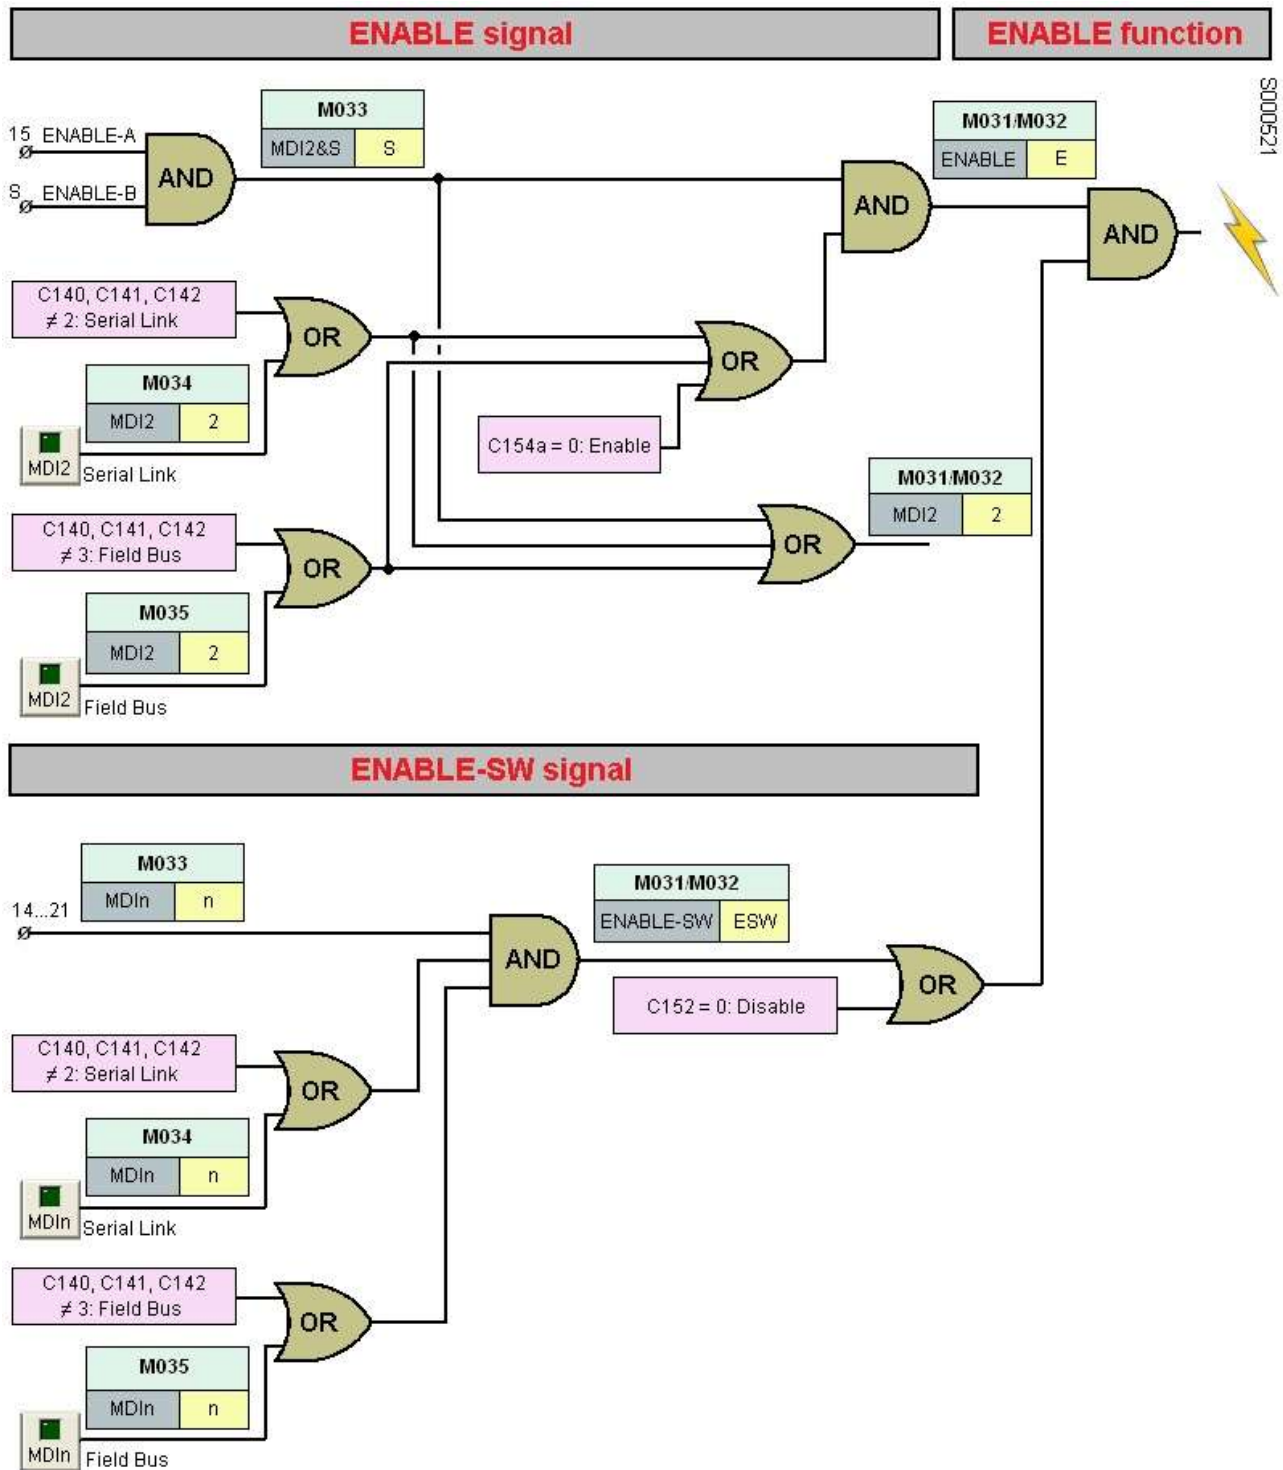 ENABLE signal
ENABLE function
S000521
M033
MDI2&S S
15 ENABLE-A
S ENABLE-B
AND
M031/M032
ENABLE E
AND
AND
C140, C141, C142
≠ 2: Serial Link
OR
M034
MDI2 2
MDI2
Serial Link
OR
C154a = 0: Enable
M031/M032
MDI2 2
C140, C141, C142
≠ 3: Field Bus
OR
OR
M035
MDI2 2
MDI2
Field Bus
ENABLE-SW signal
M033
MDIn n
14...21
M031/M032
ENABLE-SW ESW
AND
OR
C152 = 0: Disable
C140, C141, C142
≠ 2: Serial Link
OR
M034
MDIn n
MDIn
Serial Link
C140, C141, C142
≠ 3: Field Bus
OR
M035
MDIn n
MDIn
Field Bus